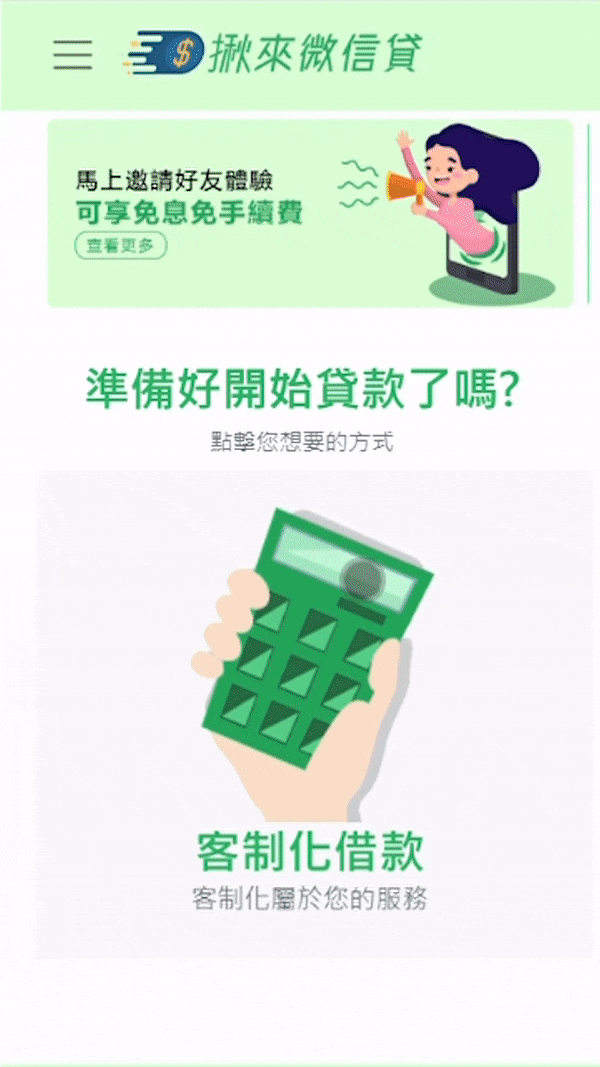 $揪來微信貸
馬上邀請好友體驗
可享免息免手續費
查看更多
準備好開始貸款了嗎?
點擊您想要的方式
客制化借款
客制化屬於您的服務